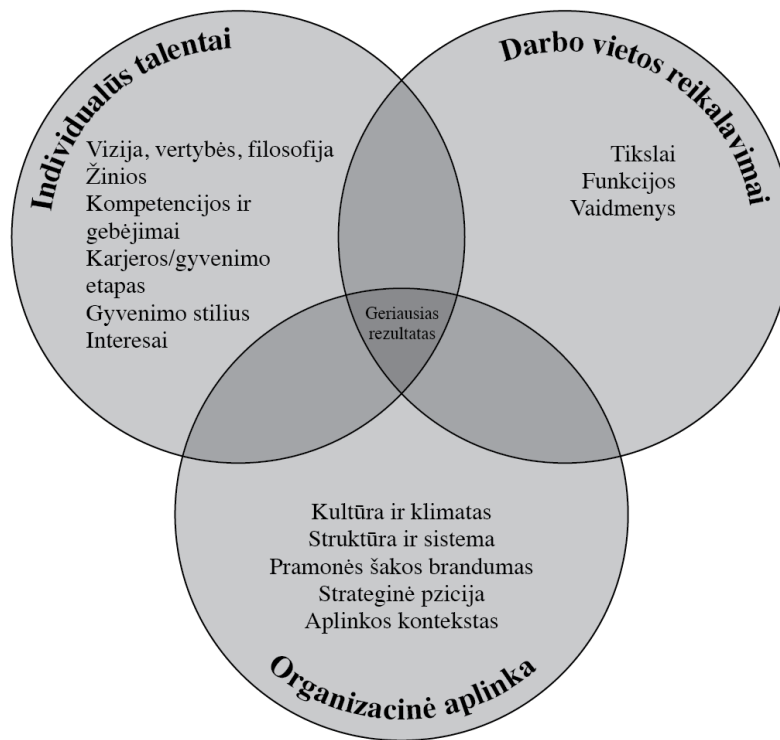 Individualūs talentai
Vizija, vertybės, filosofija
Žinios
Kompetencijos ir
gebėjimai
Karjeros/gyvenimo
etapas
Gyvenimo stilius
Interesai
Darbo vietos reikalavimai
Tikslai
Funkcijos
Vaidmenys
Geriausias
rezultatas
Kultūra ir klimatas
Struktūra ir sistema
Pramonės šakos brandumas
Strateginė pzicija
Aplinkos kontekstas
Organizacinė aplinka